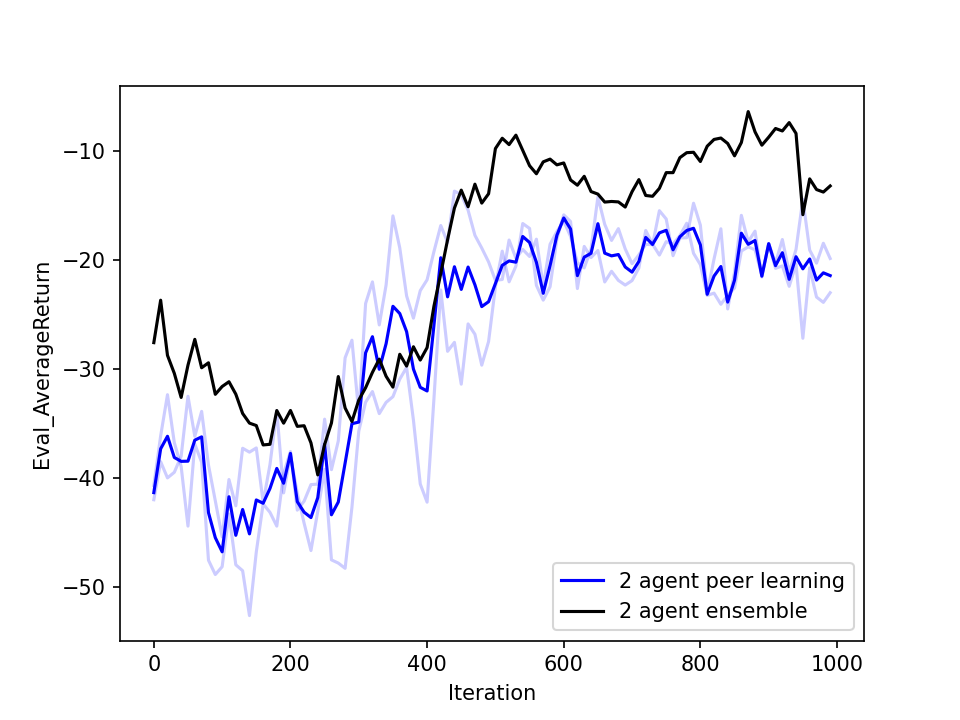 −10
−20
−30
−40
−50
Eval_AverageReturn
0 200 400 600 800 1000
Iteration
2 agent peer learning
2 agent ensemble